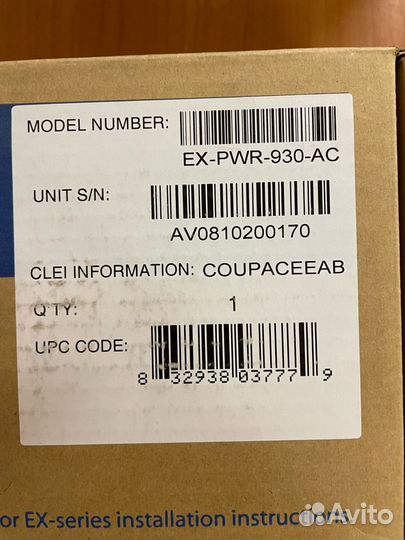 MODEL NUMBER:
EX-PWR-930-AC
UNIT S/N:
AV0810200170
CLEI INFORMATION: COUPACEEAB
Q'TY: 1
UPC CODE:
8 32938 03777 9
or EX-series installation instructions
Avito